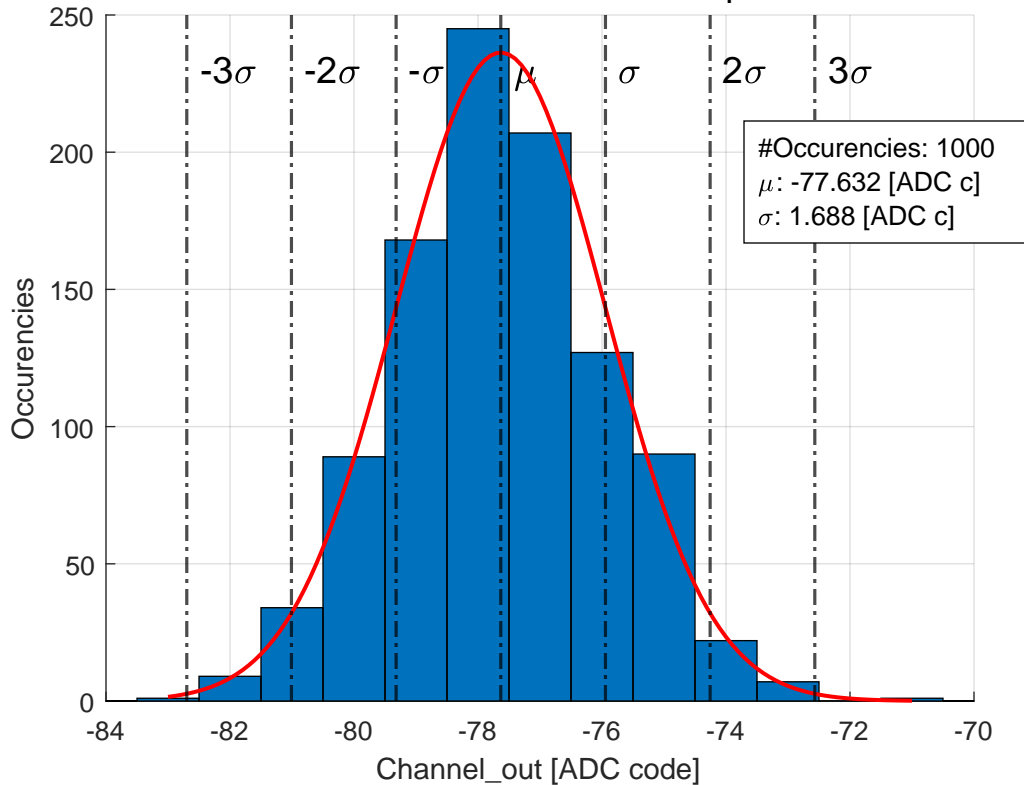 250
200
150
100
50
0
Occurencies
-3σ -2σ -σ μ σ 2σ 3σ
#Occurencies: 1000
μ: -77.632 [ADC c]
σ: 1.688 [ADC c]
-84 -82 -80 -78 -76 -74 -72 -70
Channel_out [ADC code]